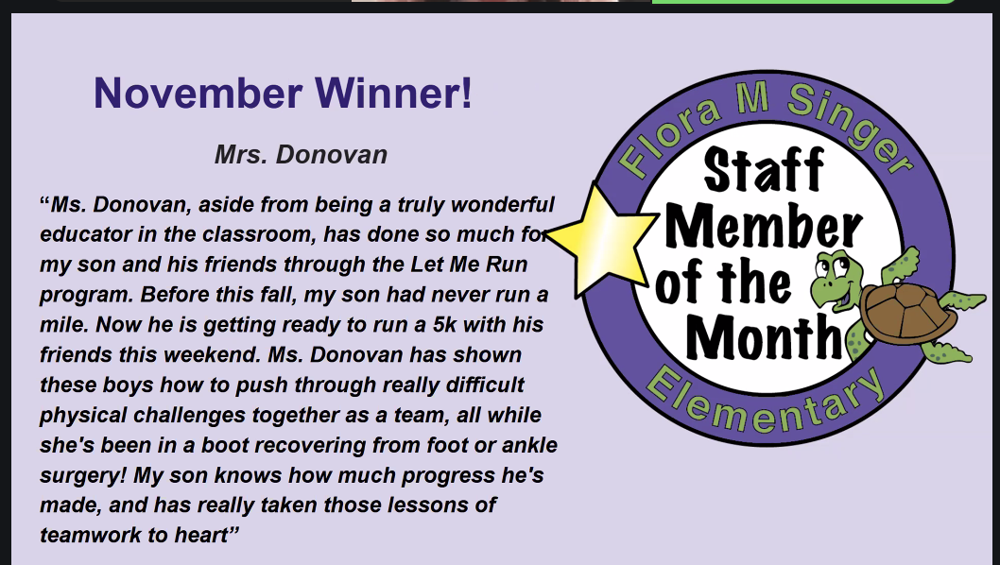 November Winner!
Mrs. Donovan
“Ms. Donovan, aside from being a truly wonderful
educator in the classroom, has done so much for
my son and his friends through the Let Me Run
program. Before this fall, my son had never run a
mile. Now he is getting ready to run a 5k with his
friends this weekend. Ms. Donovan has shown
these boys how to push through really difficult
physical challenges together as a team, all while
she's been in a boot recovering from foot or ankle
surgery! My son knows how much progress he's
made, and has really taken those lessons of
teamwork to heart”
Flora M Singer
Staff
Member
of the
Month
Elementary